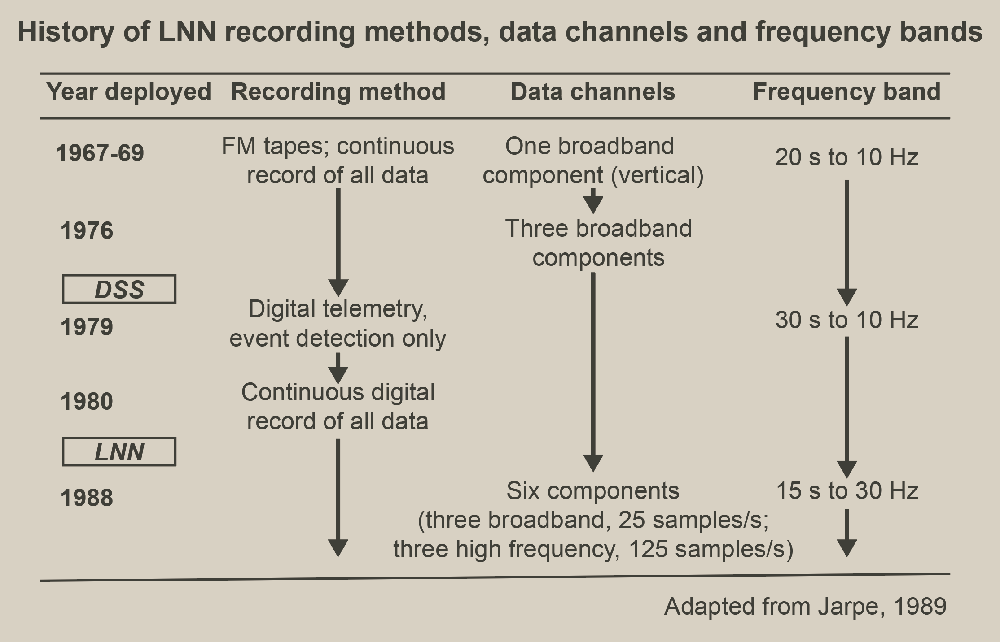 History of LNN recording methods, data channels and frequency bands
Year deployed
Recording method
Data channels
Frequency band
1967-69
FM tapes; continuous
record of all data
One broadband
component (vertical)
20 s to 10 Hz
1976
Three broadband
components
DSS
1979
Digital telemetry,
event detection only
30 s to 10 Hz
1980
Continuous digital
record of all data
LNN
1988
Six components
(three broadband, 25 samples/s;
three high frequency, 125 samples/s)
15 s to 30 Hz
Adapted from Jarpe, 1989